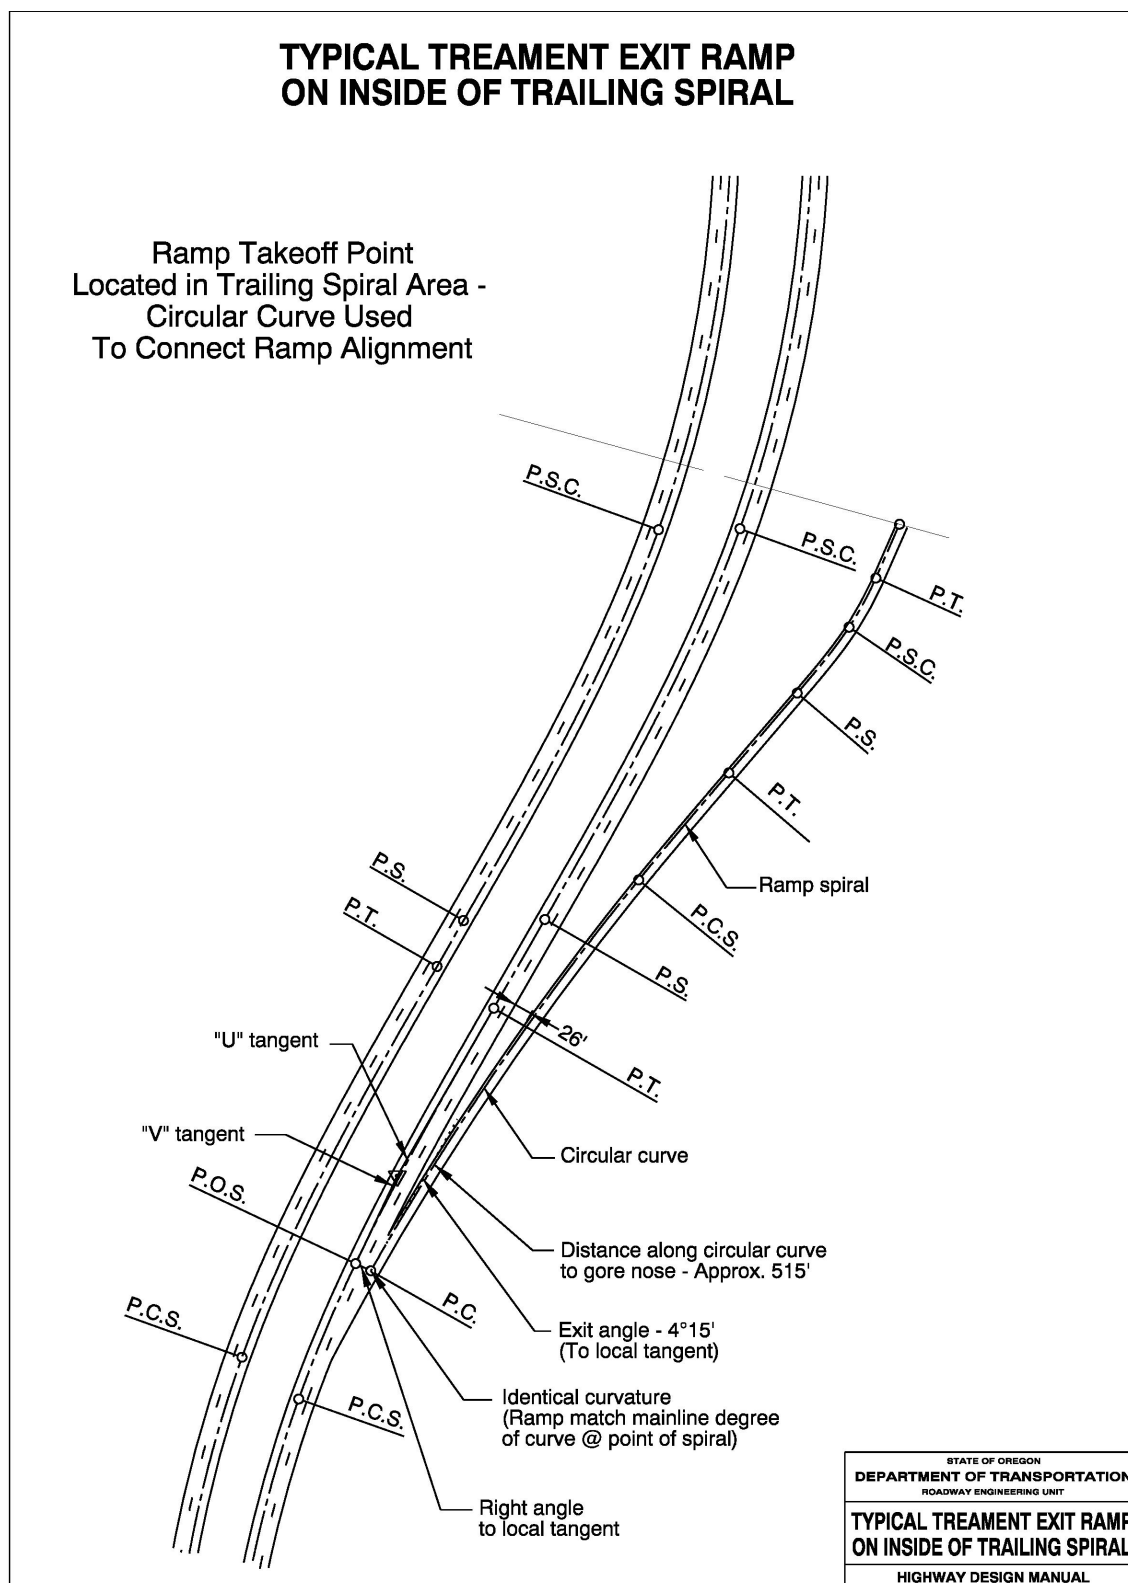 TYPICAL TREAMENT EXIT RAMP
ON INSIDE OF TRAILING SPIRAL
Ramp Takeoff Point
Located in Trailing Spiral Area -
Circular Curve Used
To Connect Ramp Alignment
P.S.C.
P.S.C.
P.T.
P.S.C.
P.S.
P.T.
Ramp spiral
P.S.
P.T.
P.C.S.
P.S.
26'
"U" tangent
P.T.
"V" tangent
Circular curve
P.O.S.
Distance along circular curve
to gore nose - Approx. 515'
P.C.
P.C.S.
Exit angle - 4°15'
(To local tangent)
P.C.S.
Identical curvature
(Ramp match mainline degree
of curve @ point of spiral)
Right angle
to local tangent
STATE OF OREGON
DEPARTMENT OF TRANSPORTATION
ROADWAY ENGINEERING UNIT
TYPICAL TREAMENT EXIT RAMP
ON INSIDE OF TRAILING SPIRAL
HIGHWAY DESIGN MANUAL